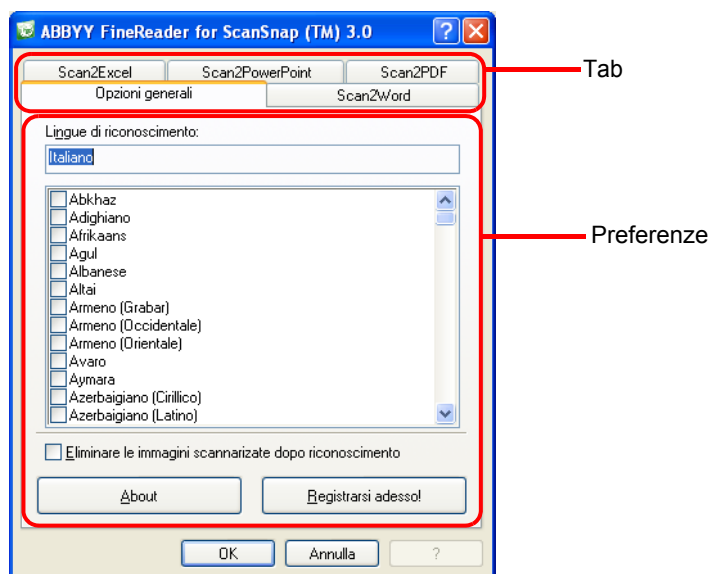 ABBYY FineReader for ScanSnap (TM) 3.0
Scan2Excel Scan2PowerPoint Scan2PDF
Tab
Opzioni generali Scan2Word
Lingue di riconoscimento:
Italiano
Abkhaz
Adighiano
Afrikaans
Preferenze
Agul
Albanese
Altai
Armeno (Grabar)
Armeno (Occidentale)
Armeno (Orientale)
Avaro
Aymara
Azerbaigiano (Cirillico)
Azerbaigiano (Latino)
Eliminare le immagini scannarizate dopo riconoscimento
About Registrarsi adesso!
OK Annulla ?